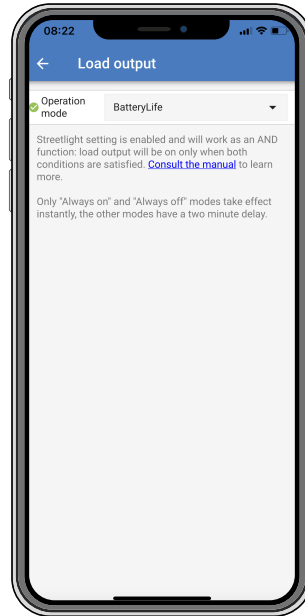 08:22
Load output
Operation
mode
BatteryLife
Streetlight setting is enabled and will work as an AND
function: load output will be on only when both
conditions are satisfied. Consult the manual to learn
more.
Only "Always on" and "Always off" modes take effect
instantly, the other modes have a two minute delay.